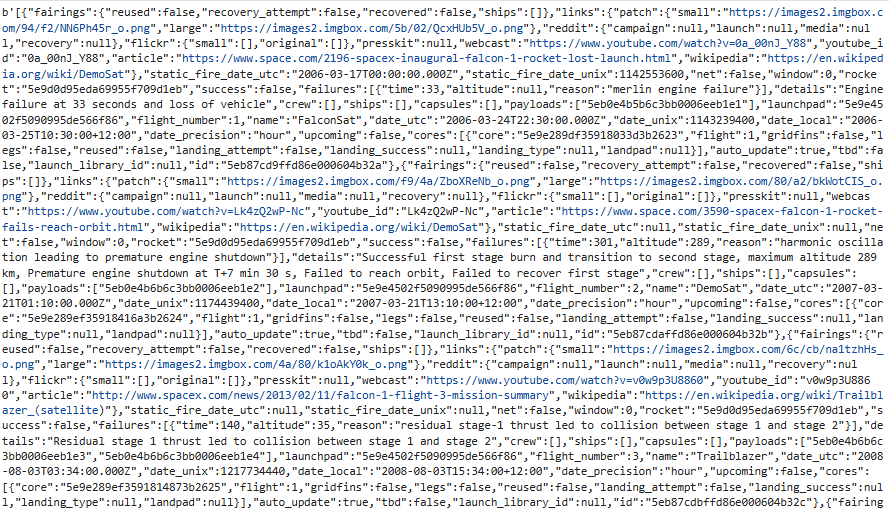 b'[{"fairings":{"reused":false,"recovery_attempt":false,"recovered":false,"ships":[]},"links":{"patch":{"small":"https://images2.imgbox.c
om/94/f2/NN6Ph45r_o.png","large":"https://images2.imgbox.com/5b/02/QcxHUb5V_o.png"},"reddit":{"campaign":null,"launch":null,"media":nul
l,"recovery":null},"flickr":{"small":[],"original":[]},"presskit":null,"webcast":"https://www.youtube.com/watch?v=0a_00nJ_Y88","youtube_i
d":"0a_00nJ_Y88","article":"https://www.space.com/2196-spacex-inaugural-falcon-1-rocket-lost-launch.html","wikipedia":"https://en.wikiped
ia.org/wiki/DemoSat"},"static_fire_date_utc":"2006-03-17T00:00:00.000Z","static_fire_date_unix":1142553600,"net":false,"window":0,"rocke
t":"5e9d0d95eda69955f709d1eb","success":false,"failures":[{"time":33,"altitude":null,"reason":"merlin engine failure"}],"details":"Engine
failure at 33 seconds and loss of vehicle","crew":[],"ships":[],"capsules":[],"payloads":["5eb0e4b5b6c3bb0006eeb1e1"],"launchpad":"5e9e45
02f5090995de566f86","flight_number":1,"name":"FalconSat","date_utc":"2006-03-24T22:30:00.000Z","date_unix":1143239400,"date_local":"2006-
03-25T10:30:00+12:00","date_precision":"hour","upcoming":false,"cores":[{"core":"5e9e289df35918033d3b2623","flight":1,"gridfins":false,"l
egs":false,"reused":false,"landing_attempt":false,"landing_success":null,"landing_type":null,"landpad":null}],"auto_update":true,"tbd":fa
lse,"launch_library_id":null,"id":"5eb87cd9ffd86e000604b32a"},{"fairings":{"reused":false,"recovery_attempt":false,"recovered":false,"shi
ps":[]},"links":{"patch":{"small":"https://images2.imgbox.com/f9/4a/ZboXReNb_o.png","large":"https://images2.imgbox.com/80/a2/bkWotCIS_o.
png"},"reddit":{"campaign":null,"launch":null,"media":null,"recovery":null},"flickr":{"small":[],"original":[]},"presskit":null,"webcas
t":"https://www.youtube.com/watch?v=Lk4zQ2wP-Nc","youtube_id":"Lk4zQ2wP-Nc","article":"https://www.space.com/3590-spacex-falcon-1-rocket-
fails-reach-orbit.html","wikipedia":"https://en.wikipedia.org/wiki/DemoSat"},"static_fire_date_utc":null,"static_fire_date_unix":null,"ne
t":false,"window":0,"rocket":"5e9d0d95eda69955f709d1eb","success":false,"failures":[{"time":301,"altitude":289,"reason":"harmonic oscilla
tion leading to premature engine shutdown"}],"details":"Successful first stage burn and transition to second stage, maximum altitude 289
km, Premature engine shutdown at T+7 min 30 s, Failed to reach orbit, Failed to recover first stage","crew":[],"ships":[],"capsules":
[],"payloads":["5eb0e4b6b6c3bb0006eeb1e2"],"launchpad":"5e9e4502f5090995de566f86","flight_number":2,"name":"DemoSat","date_utc":"2007-03-
21T01:10:00.000Z","date_unix":1174439400,"date_local":"2007-03-21T13:10:00+12:00","date_precision":"hour","upcoming":false,"cores":[{"cor
e":"5e9e289ef35918416a3b2624","flight":1,"gridfins":false,"legs":false,"reused":false,"landing_attempt":false,"landing_success":null,"lan
ding_type":null,"landpad":null}],"auto_update":true,"tbd":false,"launch_library_id":null,"id":"5eb87cdaffd86e000604b32b"},{"fairings":{"r
eused":false,"recovery_attempt":false,"recovered":false,"ships":[]},"links":{"patch":{"small":"https://images2.imgbox.com/6c/cb/na1tzhHs_
o.png","large":"https://images2.imgbox.com/4a/80/k1oAkY0k_o.png"},"reddit":{"campaign":null,"launch":null,"media":null,"recovery":nul
l},"flickr":{"small":[],"original":[]},"presskit":null,"webcast":"https://www.youtube.com/watch?v=v0w9p3U8860","youtube_id":"v0w9p3U886
0","article":"http://www.spacex.com/news/2013/02/11/falcon-1-flight-3-mission-summary","wikipedia":"https://en.wikipedia.org/wiki/Trailbl
azer_(satellite)"},"static_fire_date_utc":null,"static_fire_date_unix":null,"net":false,"window":0,"rocket":"5e9d0d95eda69955f709d1eb","s
uccess":false,"failures":[{"time":140,"altitude":35,"reason":"residual stage-1 thrust led to collision between stage 1 and stage 2"}],"de
tails":"Residual stage 1 thrust led to collision between stage 1 and stage 2","crew":[],"ships":[],"capsules":[],"payloads":["5eb0e4b6b6c
3bb0006eeb1e3","5eb0e4b6b6c3bb0006eeb1e4"],"launchpad":"5e9e4502f5090995de566f86","flight_number":3,"name":"Trailblazer","date_utc":"2008
-08-03T03:34:00.000Z","date_unix":1217734440,"date_local":"2008-08-03T15:34:00+12:00","date_precision":"hour","upcoming":false,"cores":
[{"core":"5e9e289ef3591814873b2625","flight":1,"gridfins":false,"legs":false,"reused":false,"landing_attempt":false,"landing_success":nul
l,"landing_type":null,"landpad":null}],"auto_update":true,"tbd":false,"launch_library_id":null,"id":"5eb87cdbffd86e000604b32c"},{"fairing